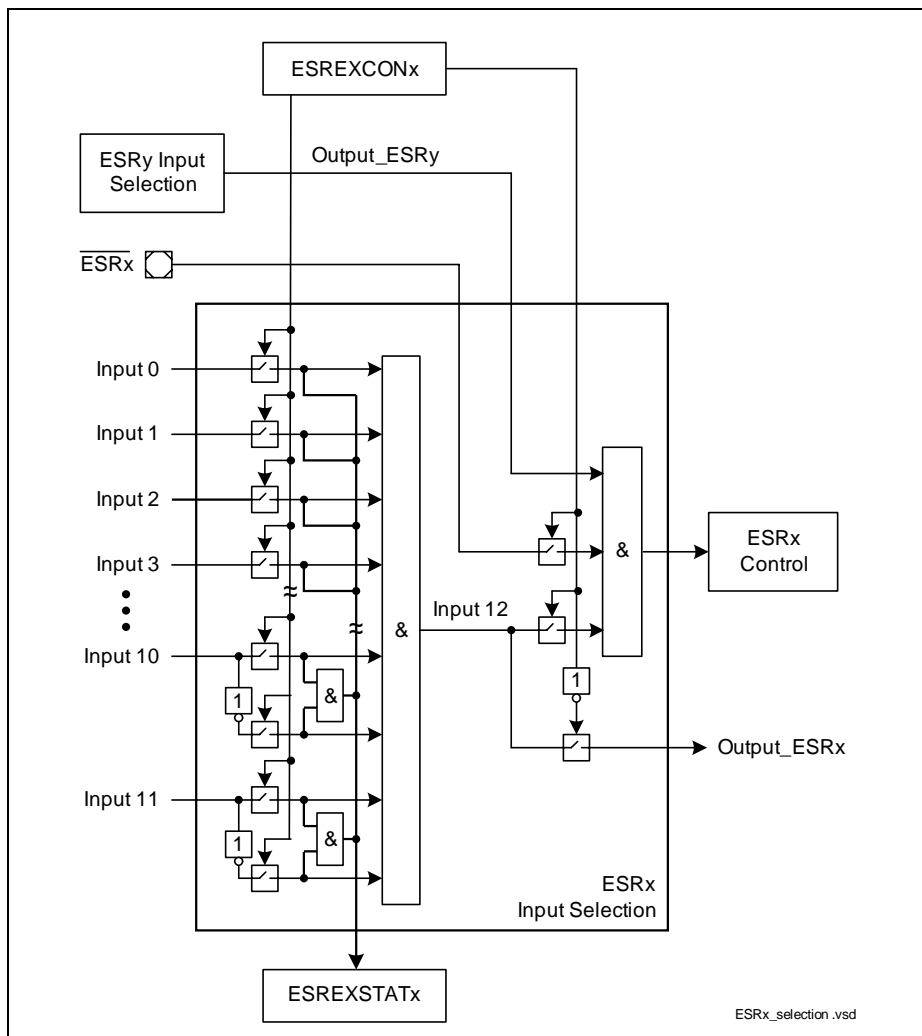 ESREXCONx
ESRy Input
Selection
Output_ESRy
ESRx
Input 0
Input 1
Input 2
Input 3
Input 10
Input 11
1
1
&
&
&
Input 12
&
1
ESRx
Control
Output_ESRx
ESRx
Input Selection
ESREXSTATx
ESRx_selection .vsd